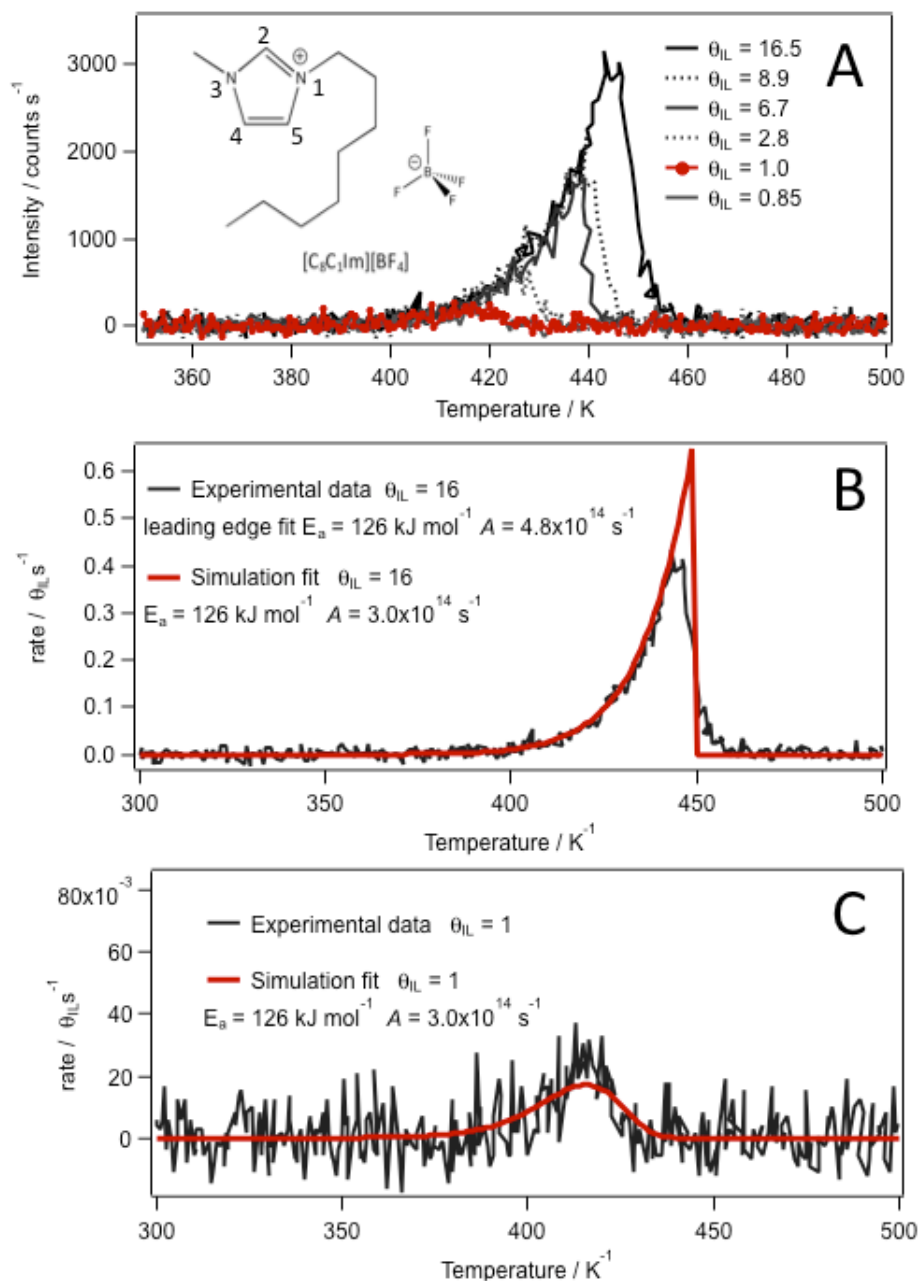 A
2
N
3
N
⊕
1
4
5
F
⊖
B
F
F
F
[C₈C₁Im][BF₄]
θIL = 16.5
θIL = 8.9
θIL = 6.7
θIL = 2.8
θIL = 1.0
θIL = 0.85
Intensity / counts s⁻¹
3000
2000
1000
0
360 380 400 420 440 460 480 500
Temperature / K
B
Experimental data θIL = 16
leading edge fit Eₐ = 126 kJ mol⁻¹ A = 4.8x10¹⁴ s⁻¹
Simulation fit θIL = 16
Eₐ = 126 kJ mol⁻¹ A = 3.0x10¹⁴ s⁻¹
rate / θIL s⁻¹
0.6
0.5
0.4
0.3
0.2
0.1
0.0
300 350 400 450 500
Temperature / K⁻¹
C
Experimental data θIL = 1
Simulation fit θIL = 1
Eₐ = 126 kJ mol⁻¹ A = 3.0x10¹⁴ s⁻¹
rate / θIL s⁻¹
80x10⁻³
60
40
20
0
300 350 400 450 500
Temperature / K⁻¹